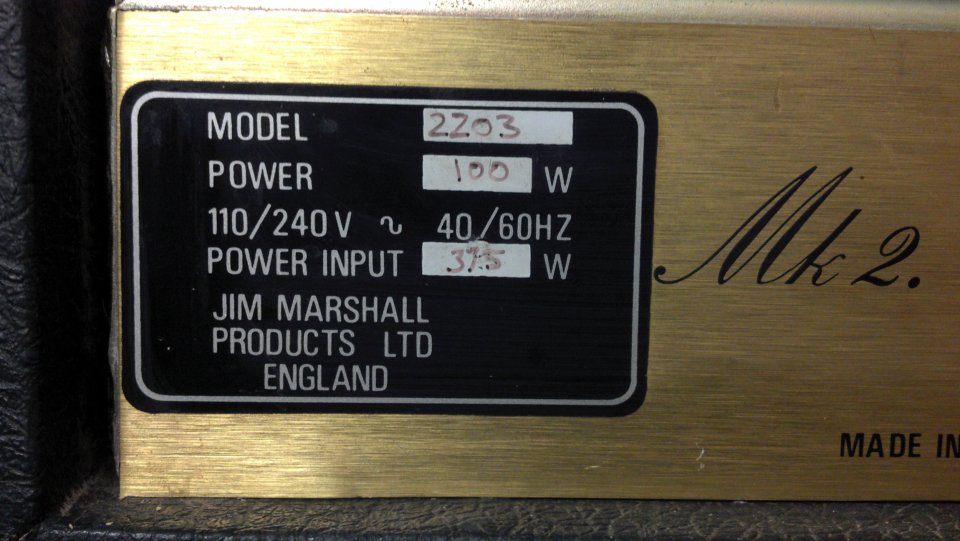 MODEL 2203
POWER 100 W
110/240 V ~ 40/60HZ
POWER INPUT 375 W
JIM MARSHALL
PRODUCTS LTD
ENGLAND
Mk 2.
MADE IN